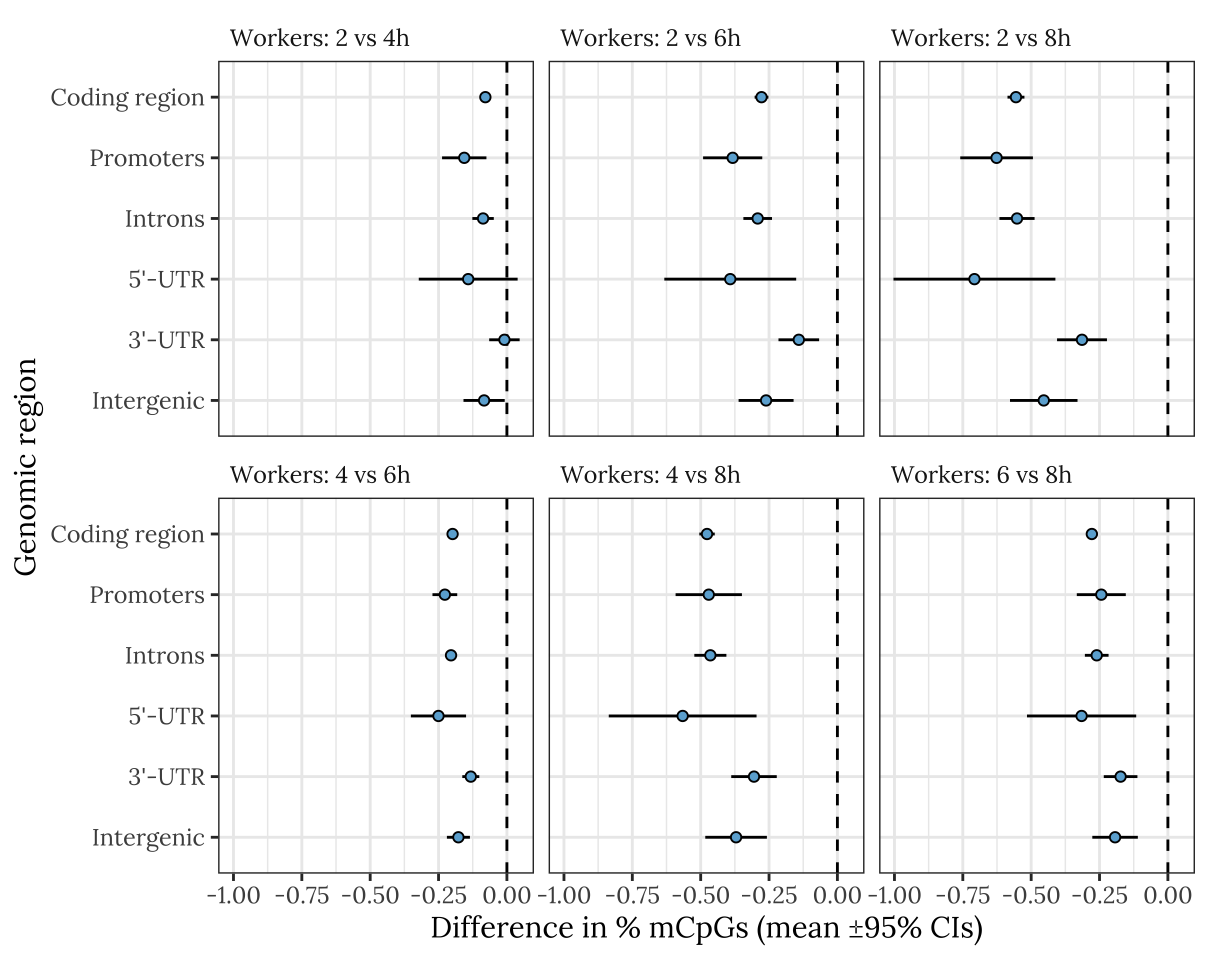 Workers: 2 vs 4h
Workers: 2 vs 6h
Workers: 2 vs 8h
Coding region
Promoters
Introns
5'-UTR
3'-UTR
Intergenic
Genomic region
Workers: 4 vs 6h
Workers: 4 vs 8h
Workers: 6 vs 8h
Coding region
Promoters
Introns
5'-UTR
3'-UTR
Intergenic
-1.00 -0.75 -0.50 -0.25 0.00 -1.00 -0.75 -0.50 -0.25 0.00 -1.00 -0.75 -0.50 -0.25 0.00
Difference in % mCpGs (mean ±95% CIs)